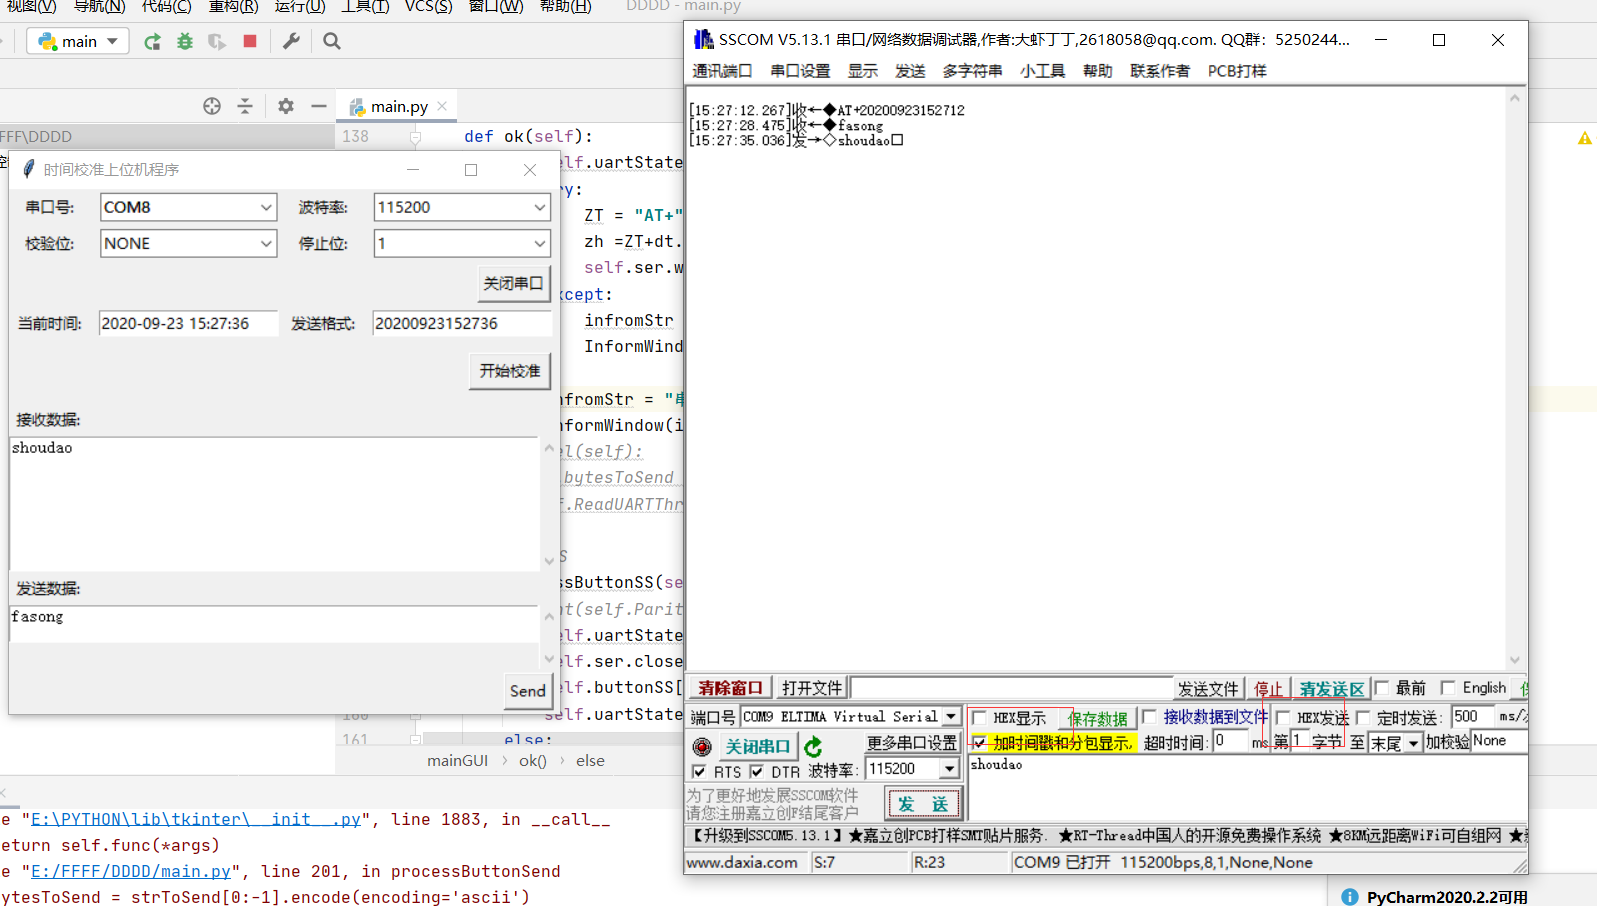 视图(V) 导航(N) 代码(C) 重构(R) 运行(U) 工具(T) VCS(S) 窗口(W) 帮助(H) DDDD - main.py
main
main.py
FFF\DDDD
138 def ok(self):
elf.uartState
ry:
ZT = "AT+"
zh =ZT+dt.
self.ser.w
xcept:
infromStr
InformWind
nfromStr = "串
nformWindow(i
el(self):
bytesToSend
f.ReadUARTThr
S
ssButtonSS(se
nt(self.Parit
elf.uartState
elf.ser.close
elf.buttonSS[
160 elf.uartState
161 else:
mainGUI > ok() > else
时间校准上位机程序
串口号: COM8 波特率: 115200
校验位: NONE 停止位: 1
关闭串口
当前时间: 2020-09-23 15:27:36 发送格式: 20200923152736
开始校准
接收数据:
shoudao
发送数据:
fasong
Send
SSCOM V5.13.1 串口/网络数据调试器,作者:大虾丁丁,2618058@qq.com. QQ群: 5250244...
通讯端口 串口设置 显示 发送 多字符串 小工具 帮助 联系作者 PCB打样
[15:27:12.267]收←◆AT+20200923152712
[15:27:28.475]收←◆fasong
[15:27:35.036]发→◇shoudao□
清除窗口 打开文件 发送文件 停止 清发送区 最前 English
端口号 COM9 ELTIMA Virtual Serial HEX显示 保存数据 接收数据到文件 HEX发送 定时发送: 500 ms/
关闭串口 更多串口设置 加时间戳和分包显示, 超时时间: 0 ms 第 1 字节 至 末尾 加校验 None
RTS DTR 波特率: 115200 shoudao
为了更好地发展SSCOM软件
请您注册嘉立创F结尾客户
发 送
【升级到SSCOM5.13.1】★嘉立创PCB打样SMT贴片服务. ★RT-Thread中国人的开源免费操作系统 ★8KM远距离WiFi可自组网
www.daxia.com S:7 R:23 COM9 已打开 115200bps,8,1,None,None
e "E:\PYTHON\lib\tkinter\__init__.py", line 1883, in __call__
eturn self.func(*args)
e "E:/FFFF/DDDD/main.py", line 201, in processButtonSend
ytesToSend = strToSend[0:-1].encode(encoding='ascii')
PyCharm2020.2.2可用